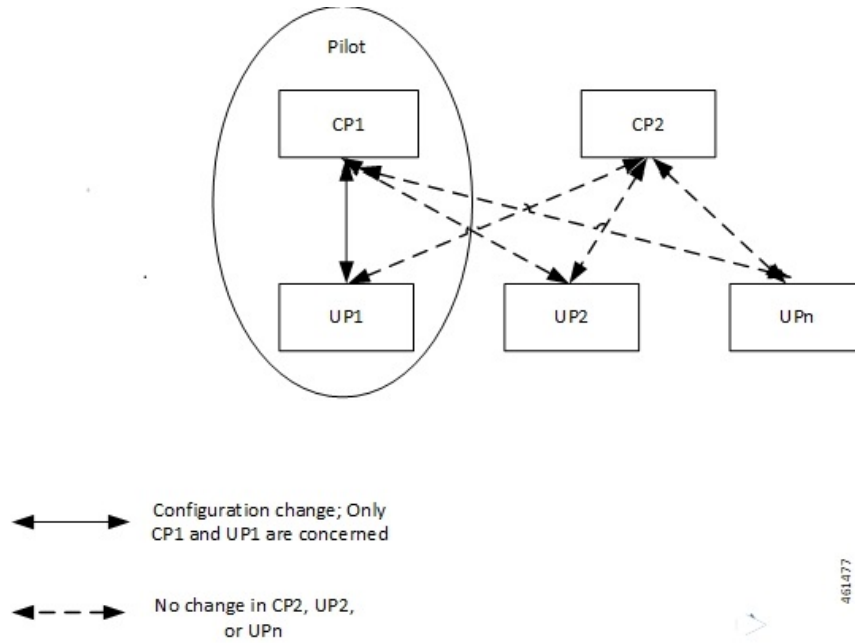 Pilot
CP1
CP2
UP1
UP2
UPn
Configuration change; Only
CP1 and UP1 are concerned
No change in CP2, UP2,
or UPn
461477